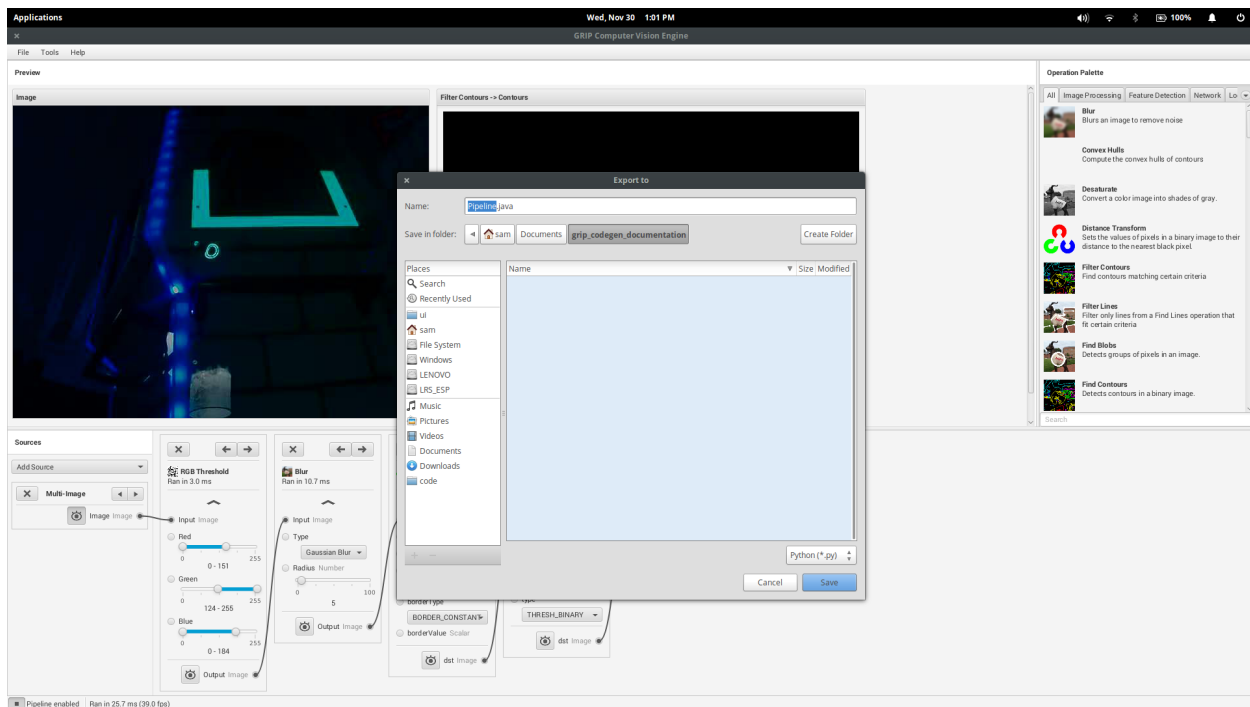 Applications
Wed, Nov 30 1:01 PM
100%
GRIP Computer Vision Engine
File Tools Help
Preview
Image
Filter Contours -> Contours
Operation Palette
All Image Processing Feature Detection Network Lo
Blur
Blurs an image to remove noise
Convex Hulls
Compute the convex hulls of contours
Desaturate
Convert a color image into shades of gray.
Distance Transform
Sets the values of pixels in a binary image to their
distance to the nearest black pixel
Filter Contours
Find contours matching certain criteria
Filter Lines
Filter only lines from a Find Lines operation that
fit certain criteria
Find Blobs
Detects groups of pixels in an image.
Find Contours
Detects contours in a binary image.
Search
Export to
Name: Pipeline.java
Save in folder: sam Documents grip_codegen_documentation Create Folder
Places
Search
Recently Used
ui
sam
File System
Windows
LENOVO
LRS_ESP
Music
Pictures
Videos
Documents
Downloads
code
Name Size Modified
Python (*.py)
Cancel Save
Sources
Add Source
Multi-Image
Image Image
RGB Threshold
Ran in 3.0 ms
Input Image
Red
0 255
0 - 151
Green
0 255
124 - 255
Blue
0 255
0 - 184
Output Image
Blur
Ran in 10.7 ms
Input Image
Type
Gaussian Blur
Radius Number
0 100
5
Output Image
borderType
BORDER_CONSTANT
borderValue Scalar
dst Image
THRESH_BINARY
dst Image
Pipeline enabled Ran in 25.7 ms (39.0 fps)